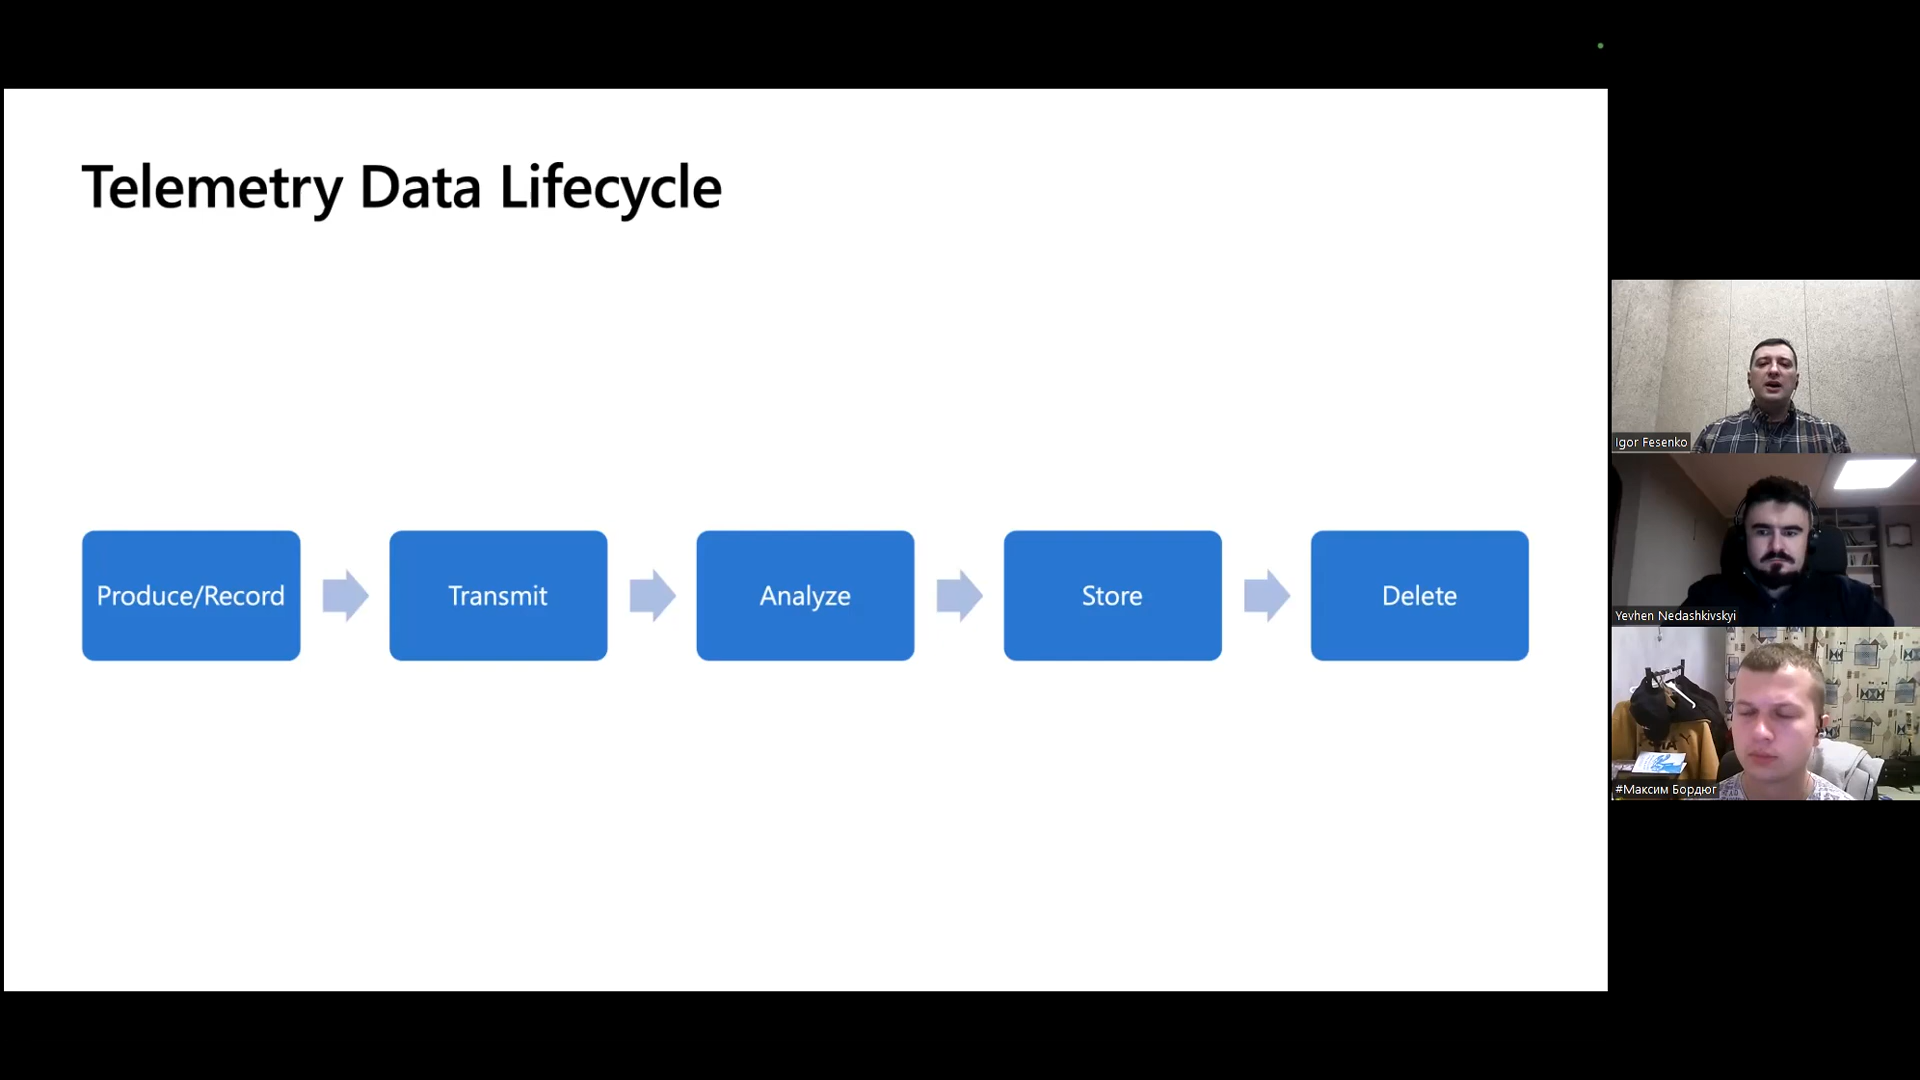 Telemetry Data Lifecycle
Produce/Record
Transmit
Analyze
Store
Delete
Igor Fesenko
Yevhen Nedashkivskyi
#Максим Бордюг